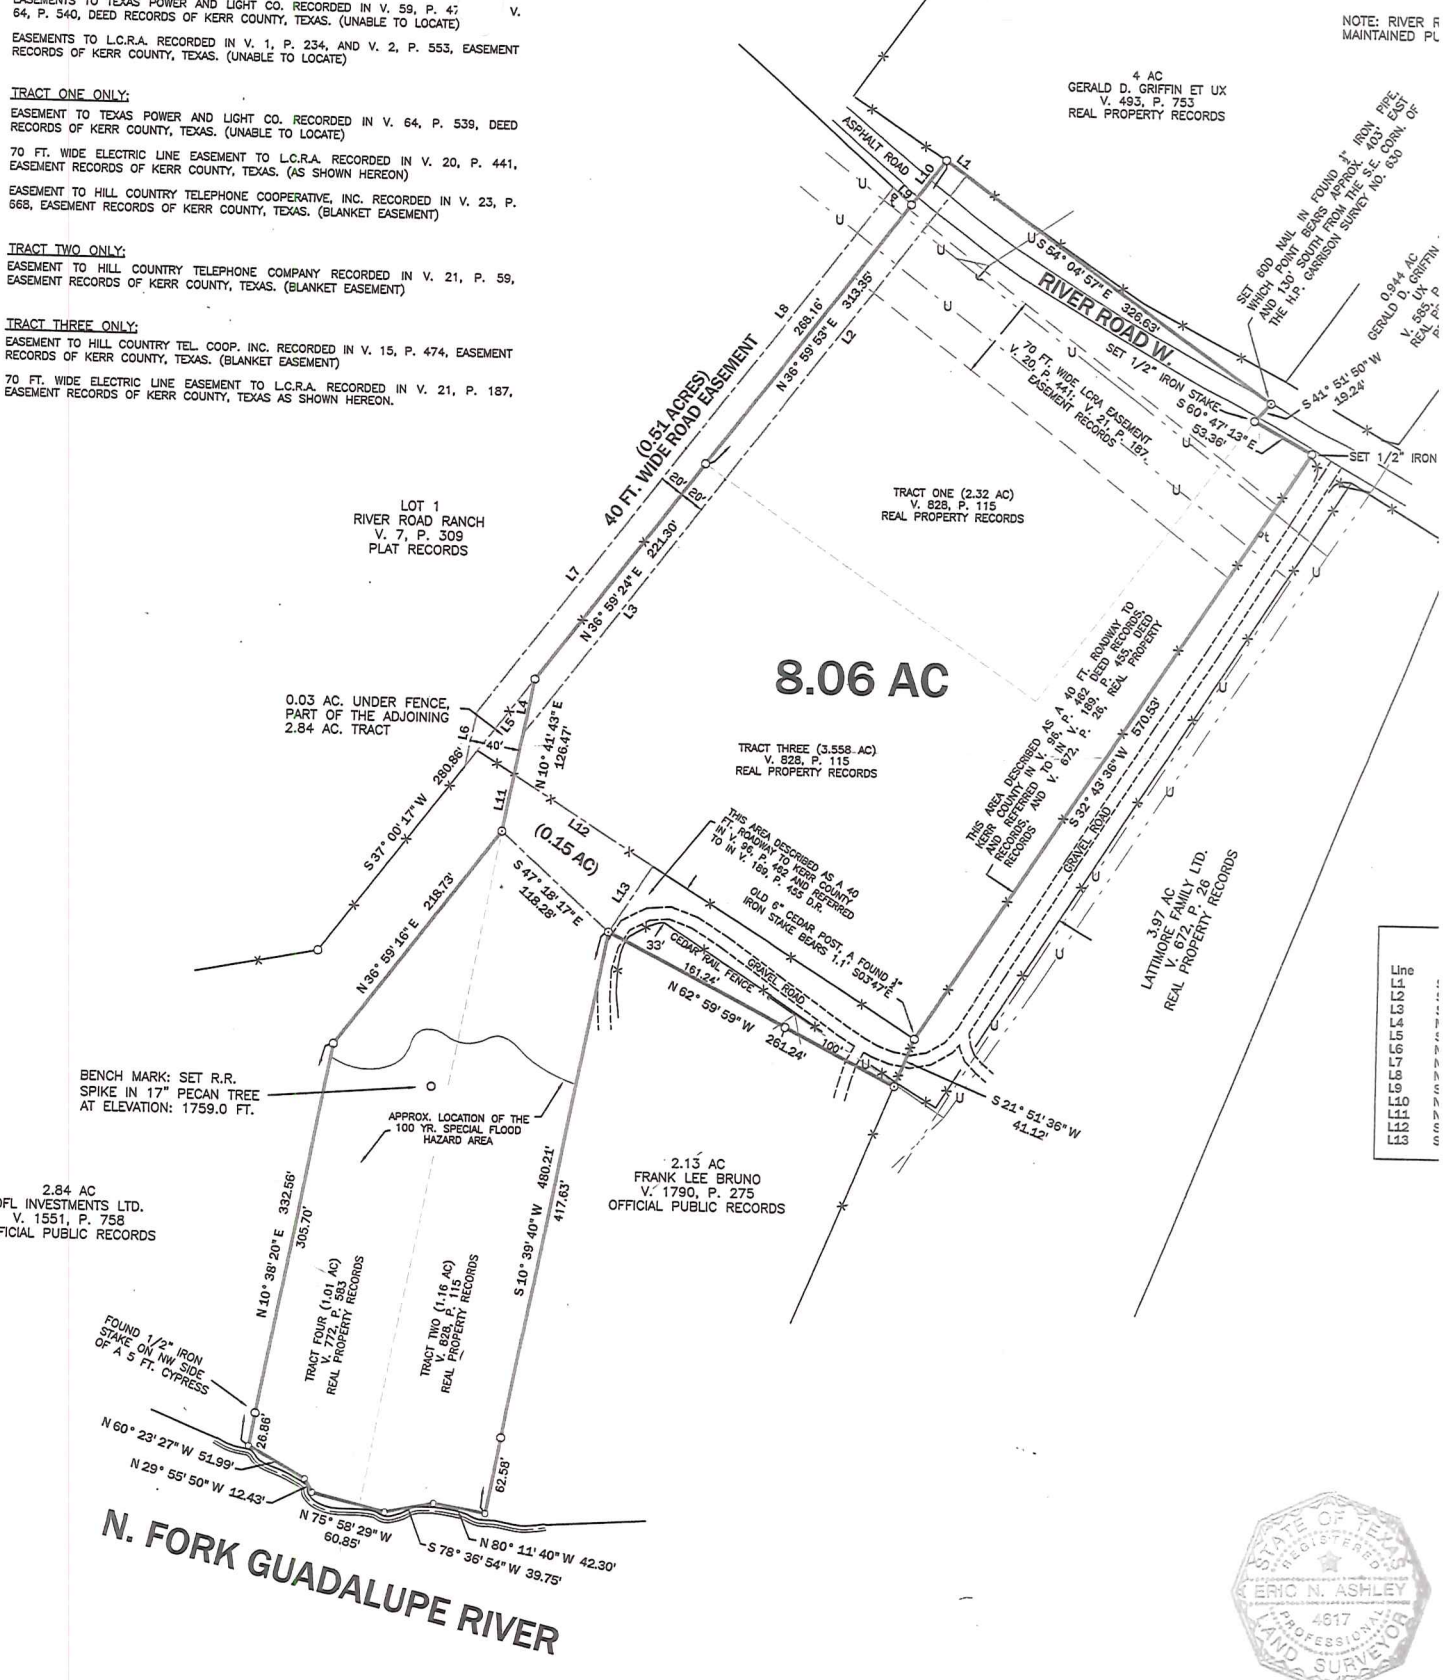 EASEMENTS TO TEXAS POWER AND LIGHT CO. RECORDED IN V. 59, P. 47 V.
64, P. 540, DEED RECORDS OF KERR COUNTY, TEXAS. (UNABLE TO LOCATE)
EASEMENTS TO L.C.R.A. RECORDED IN V. 1, P. 234, AND V. 2, P. 553, EASEMENT
RECORDS OF KERR COUNTY, TEXAS. (UNABLE TO LOCATE)
TRACT ONE ONLY:
EASEMENT TO TEXAS POWER AND LIGHT CO. RECORDED IN V. 64, P. 539, DEED
RECORDS OF KERR COUNTY, TEXAS. (UNABLE TO LOCATE)
70 FT. WIDE ELECTRIC LINE EASEMENT TO L.C.R.A. RECORDED IN V. 20, P. 441,
EASEMENT RECORDS OF KERR COUNTY, TEXAS. (AS SHOWN HEREON)
EASEMENT TO HILL COUNTRY TELEPHONE COOPERATIVE, INC. RECORDED IN V. 23, P.
668, EASEMENT RECORDS OF KERR COUNTY, TEXAS. (BLANKET EASEMENT)
TRACT TWO ONLY:
EASEMENT TO HILL COUNTRY TELEPHONE COMPANY RECORDED IN V. 21, P. 59,
EASEMENT RECORDS OF KERR COUNTY, TEXAS. (BLANKET EASEMENT)
TRACT THREE ONLY:
EASEMENT TO HILL COUNTRY TEL. COOP. INC. RECORDED IN V. 15, P. 474, EASEMENT
RECORDS OF KERR COUNTY, TEXAS. (BLANKET EASEMENT)
70 FT. WIDE ELECTRIC LINE EASEMENT TO L.C.R.A. RECORDED IN V. 21, P. 187,
EASEMENT RECORDS OF KERR COUNTY, TEXAS AS SHOWN HEREON.
NOTE: RIVER R
MAINTAINED PU
4 AC
GERALD D. GRIFFIN ET UX
V. 493, P. 753
REAL PROPERTY RECORDS
SET 60D NAIL IN FOUND 1" IRON PIPE,
WHICH POINT BEARS APPROX. 403' EAST
AND 130' SOUTH FROM THE S.E. CORN. OF
THE H.P. GARRISON SURVEY NO. 630
0.944 AC
GERALD D. GRIFFIN
UX
V. 585, P
REAL P
ASPHALT ROAD
L10
L9
L1
S 54° 04' 57" E 326.63'
RIVER ROAD W.
SET 1/2" IRON STAKE
S 60° 47' 13" E
53.36'
S 41° 51' 50" W
19.24'
SET 1/2" IRON
70 FT. WIDE LCRA EASEMENT
V. 20, P. 441; V. 21, P. 187
EASEMENT RECORDS
L8
268.16'
313.35'
N 36° 59' 53" E
L2
(0.51 ACRES)
40 FT. WIDE ROAD EASEMENT
20' 20'
TRACT ONE (2.32 AC)
V. 828, P. 115
REAL PROPERTY RECORDS
LOT 1
RIVER ROAD RANCH
V. 7, P. 309
PLAT RECORDS
L7
N 36° 59' 24" E 221.30'
L3
8.06 AC
0.03 AC. UNDER FENCE,
PART OF THE ADJOINING
2.84 AC. TRACT
L6
L5
L4
40'
N 10° 41' 43" E
126.47'
TRACT THREE (3.558 AC)
V. 828, P. 115
REAL PROPERTY RECORDS
THIS AREA DESCRIBED AS A 40 FT. ROADWAY TO
KERR COUNTY IN V. 96, P. 462 DEED RECORDS,
AND REFERRED TO IN V. 189, P. 455, DEED
RECORDS, AND V. 672, P. 26, REAL PROPERTY
RECORDS
S 32° 43' 36" W 570.53'
GRAVEL ROAD
S 37° 00' 17" W 280.86'
L11
L12
(0.15 AC)
L13
S 47° 18' 17" E
118.28'
THIS AREA DESCRIBED AS A 40
FT. ROADWAY TO KERR COUNTY
IN V. 96, P. 462 AND REFERRED
TO IN V. 189, P. 455 D.R.
OLD 6" CEDAR POST, A FOUND
IRON STAKE BEARS 1.1' S03°47'E
33'
CEDAR RAIL FENCE
161.24'
GRAVEL ROAD
N 62° 59' 59" W
261.24'
100'
S 21° 51' 36" W
41.12'
3.97 AC
LATTIMORE FAMILY LTD.
V. 672, P. 26
REAL PROPERTY RECORDS
Line
L1
L2
L3
L4
L5
L6
L7
L8
L9
L10
L11
L12
L13
N 36° 59' 16" E 218.73'
BENCH MARK: SET R.R.
SPIKE IN 17" PECAN TREE
AT ELEVATION: 1759.0 FT.
APPROX. LOCATION OF THE
100 YR. SPECIAL FLOOD
HAZARD AREA
2.13 AC
FRANK LEE BRUNO
V. 1790, P. 275
OFFICIAL PUBLIC RECORDS
2.84 AC
OFL INVESTMENTS LTD.
V. 1551, P. 758
FICIAL PUBLIC RECORDS
N 10° 38' 20" E 332.56'
305.70'
S 10° 39' 40" W 480.21'
417.63'
TRACT FOUR (1.01 AC)
V. 772, P. 583
REAL PROPERTY RECORDS
TRACT TWO (1.16 AC)
V. 828, P. 115
REAL PROPERTY RECORDS
FOUND 1/2" IRON
STAKE ON NW SIDE
OF A 5 FT. CYPRESS
26.86'
62.58'
N 60° 23' 27" W 51.99'
N 29° 55' 50" W 12.43'
N 75° 58' 29" W
60.85'
S 78° 36' 54" W 39.75'
N 80° 11' 40" W 42.30'
N. FORK GUADALUPE RIVER
STATE OF TEXAS
REGISTERED
ERIC N. ASHLEY
4617
PROFESSIONAL
LAND SURVEYOR